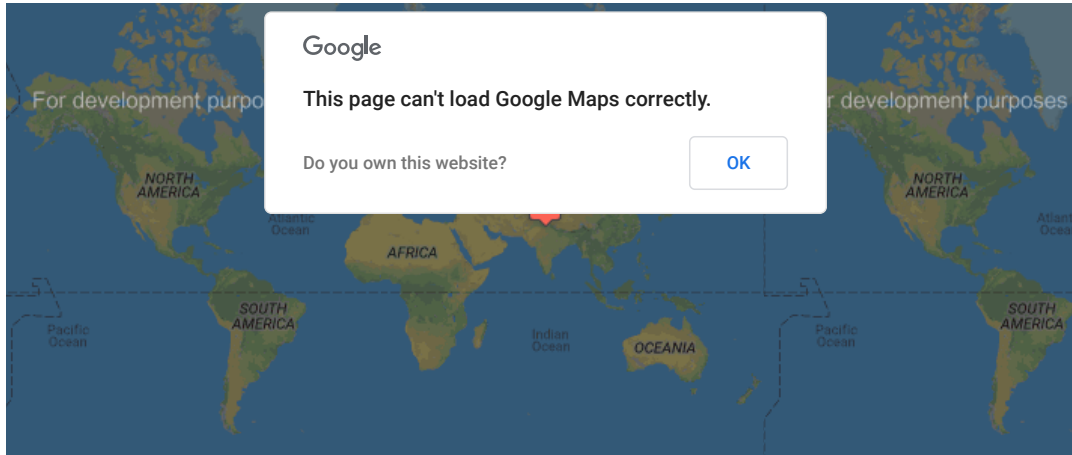 Google
This page can't load Google Maps correctly.
Do you own this website?
OK
For development purpo
r development purposes
NORTH
AMERICA
NORTH
AMERICA
Atlantic
Ocean
Atlant
Ocea
AFRICA
SOUTH
AMERICA
SOUTH
AMERICA
Pacific
Ocean
Indian
Ocean
OCEANIA
Pacific
Ocean